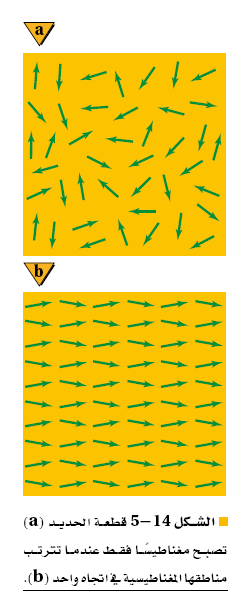 a
b
الشكل 14–5 قطعة الحديد (a)
تصبح مغناطيسًا فقط عندما تترتب
مناطقها المغناطيسية في اتجاه واحد (b).